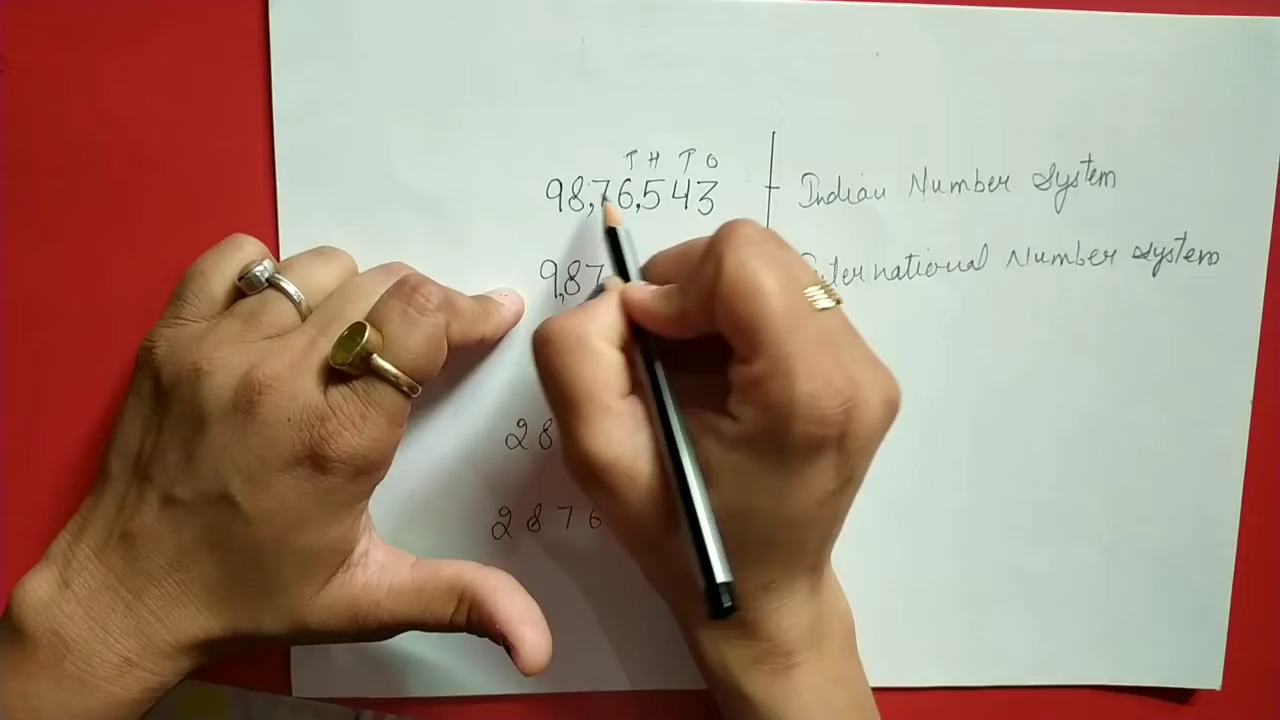 T H T O
98,76,543 Indian Number System
9,87 International Number System
28
2876